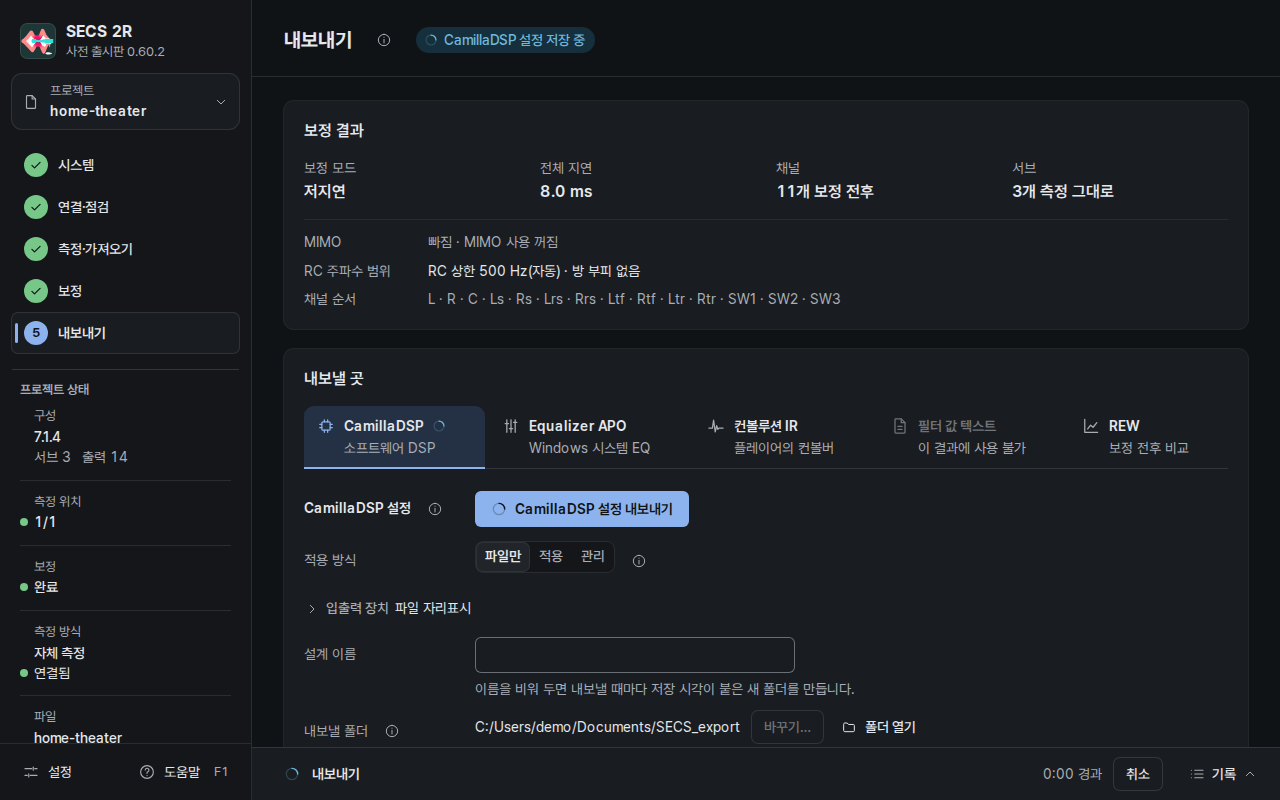 SECS 2R
사전 출시판 0.60.2
프로젝트
home-theater
시스템
연결·점검
측정·가져오기
보정
5 내보내기
프로젝트 상태
구성
7.1.4
서브 3 출력 14
측정 위치
1/1
보정
완료
측정 방식
자체 측정
연결됨
파일
home-theater
설정 도움말 F1
내보내기 CamillaDSP 설정 저장 중
보정 결과
보정 모드 전체 지연 채널 서브
저지연 8.0 ms 11개 보정 전후 3개 측정 그대로
MIMO 빠짐 · MIMO 사용 꺼짐
RC 주파수 범위 RC 상한 500 Hz(자동) · 방 부피 없음
채널 순서 L · R · C · Ls · Rs · Lrs · Rrs · Ltf · Rtf · Ltr · Rtr · SW1 · SW2 · SW3
내보낼 곳
CamillaDSP Equalizer APO 컨볼루션 IR 필터 값 텍스트 REW
소프트웨어 DSP Windows 시스템 EQ 플레이어의 컨볼버 이 결과에 사용 불가 보정 전후 비교
CamillaDSP 설정 CamillaDSP 설정 내보내기
적용 방식 파일만 적용 관리
입출력 장치 파일 자리표시
설계 이름
이름을 비워 두면 내보낼 때마다 저장 시각이 붙은 새 폴더를 만듭니다.
내보낼 폴더 C:/Users/demo/Documents/SECS_export 바꾸기... 폴더 열기
내보내기 0:00 경과 취소 기록